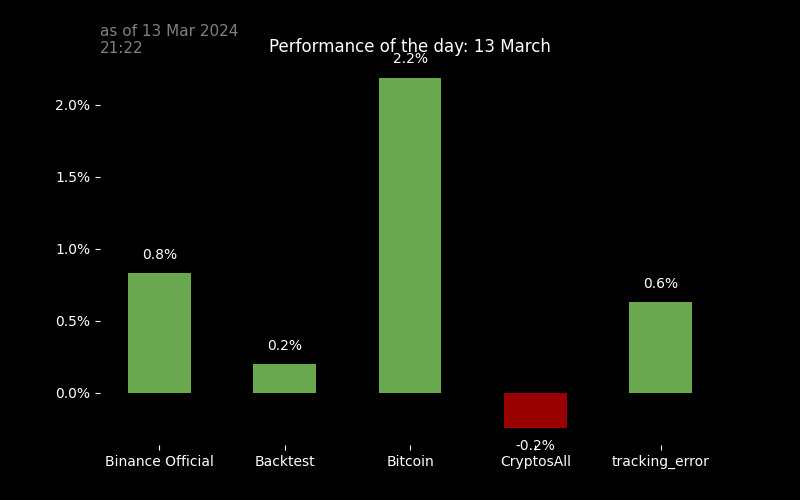 as of 13 Mar 2024
21:22
Performance of the day: 13 March
2.2%
2.0%
1.5%
1.0%
0.5%
0.0%
0.8%
0.2%
0.6%
-0.2%
Binance Official
Backtest
Bitcoin
CryptosAll
tracking_error